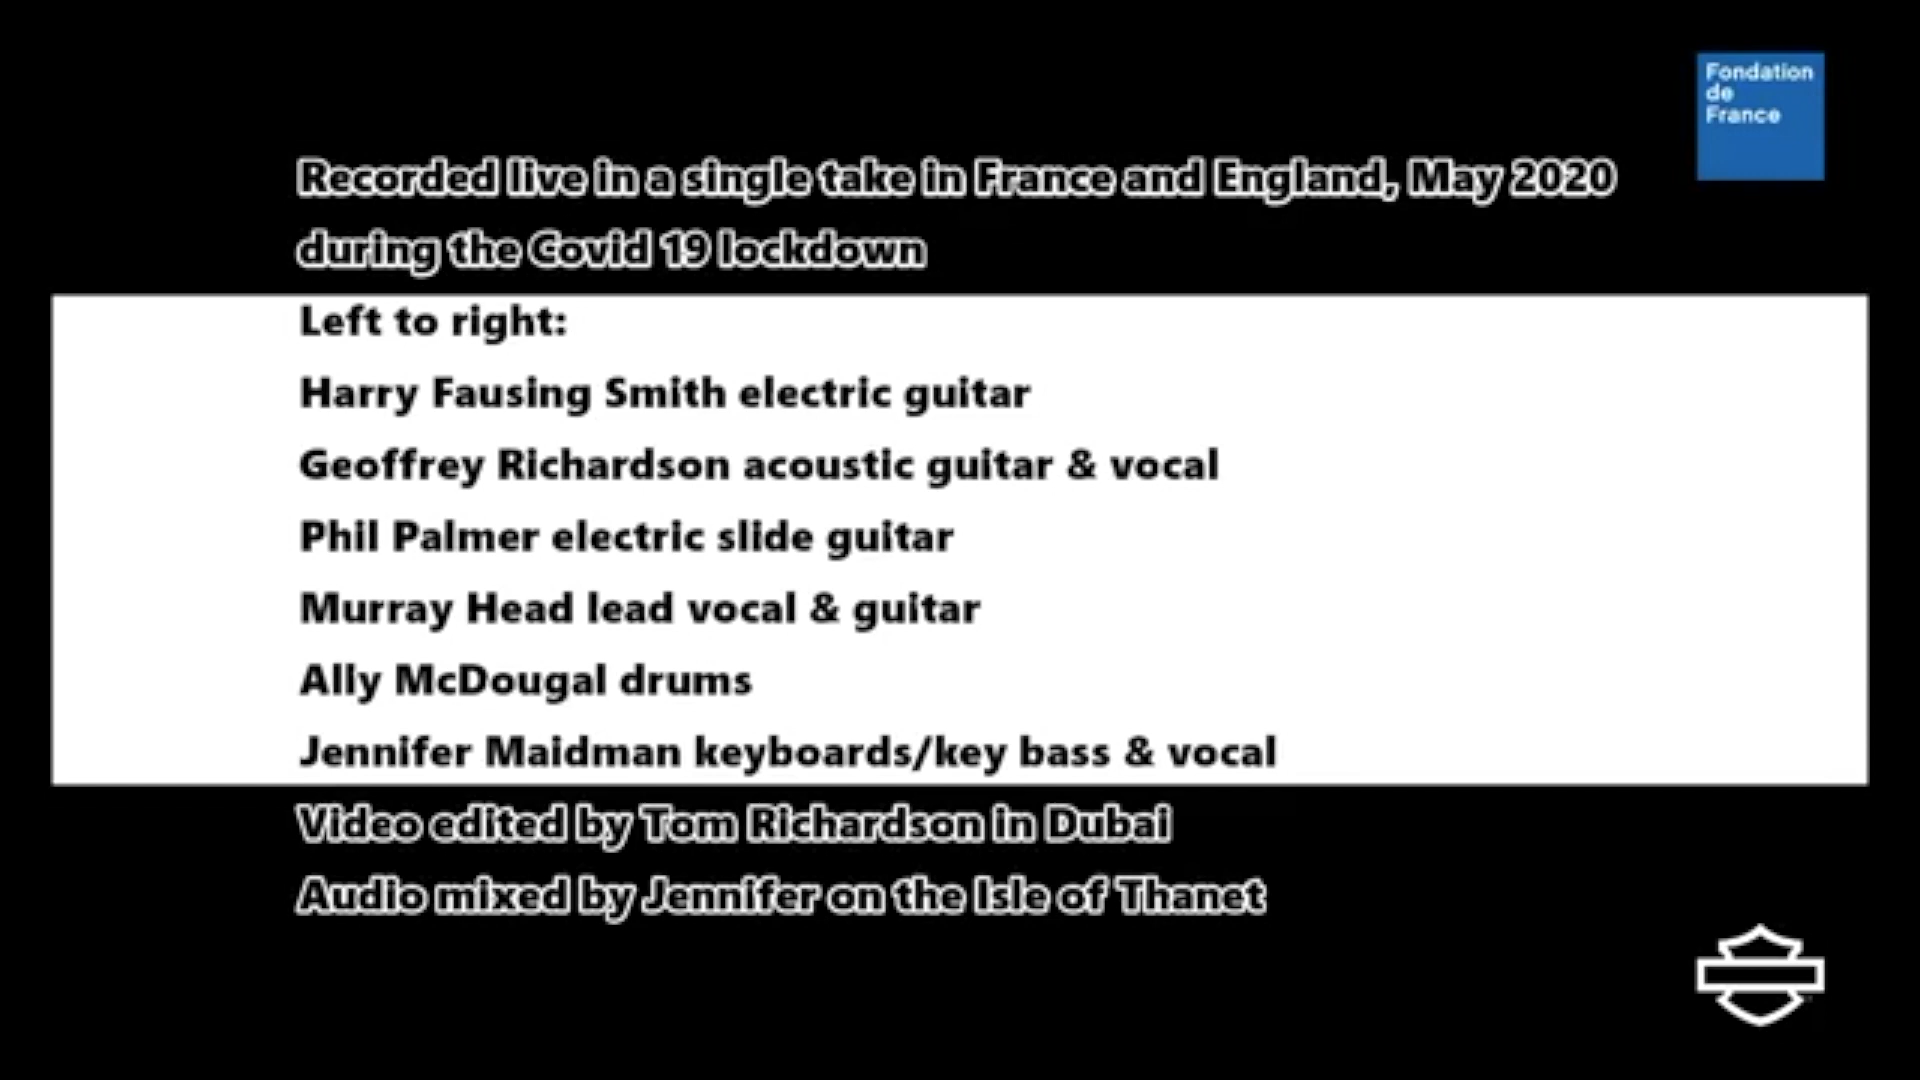 Fondation
de
France
Recorded live in a single take in France and England, May 2020
during the Covid 19 lockdown
Left to right:
Harry Fausing Smith electric guitar
Geoffrey Richardson acoustic guitar & vocal
Phil Palmer electric slide guitar
Murray Head lead vocal & guitar
Ally McDougal drums
Jennifer Maidman keyboards/key bass & vocal
Video edited by Tom Richardson in Dubai
Audio mixed by Jennifer on the Isle of Thanet